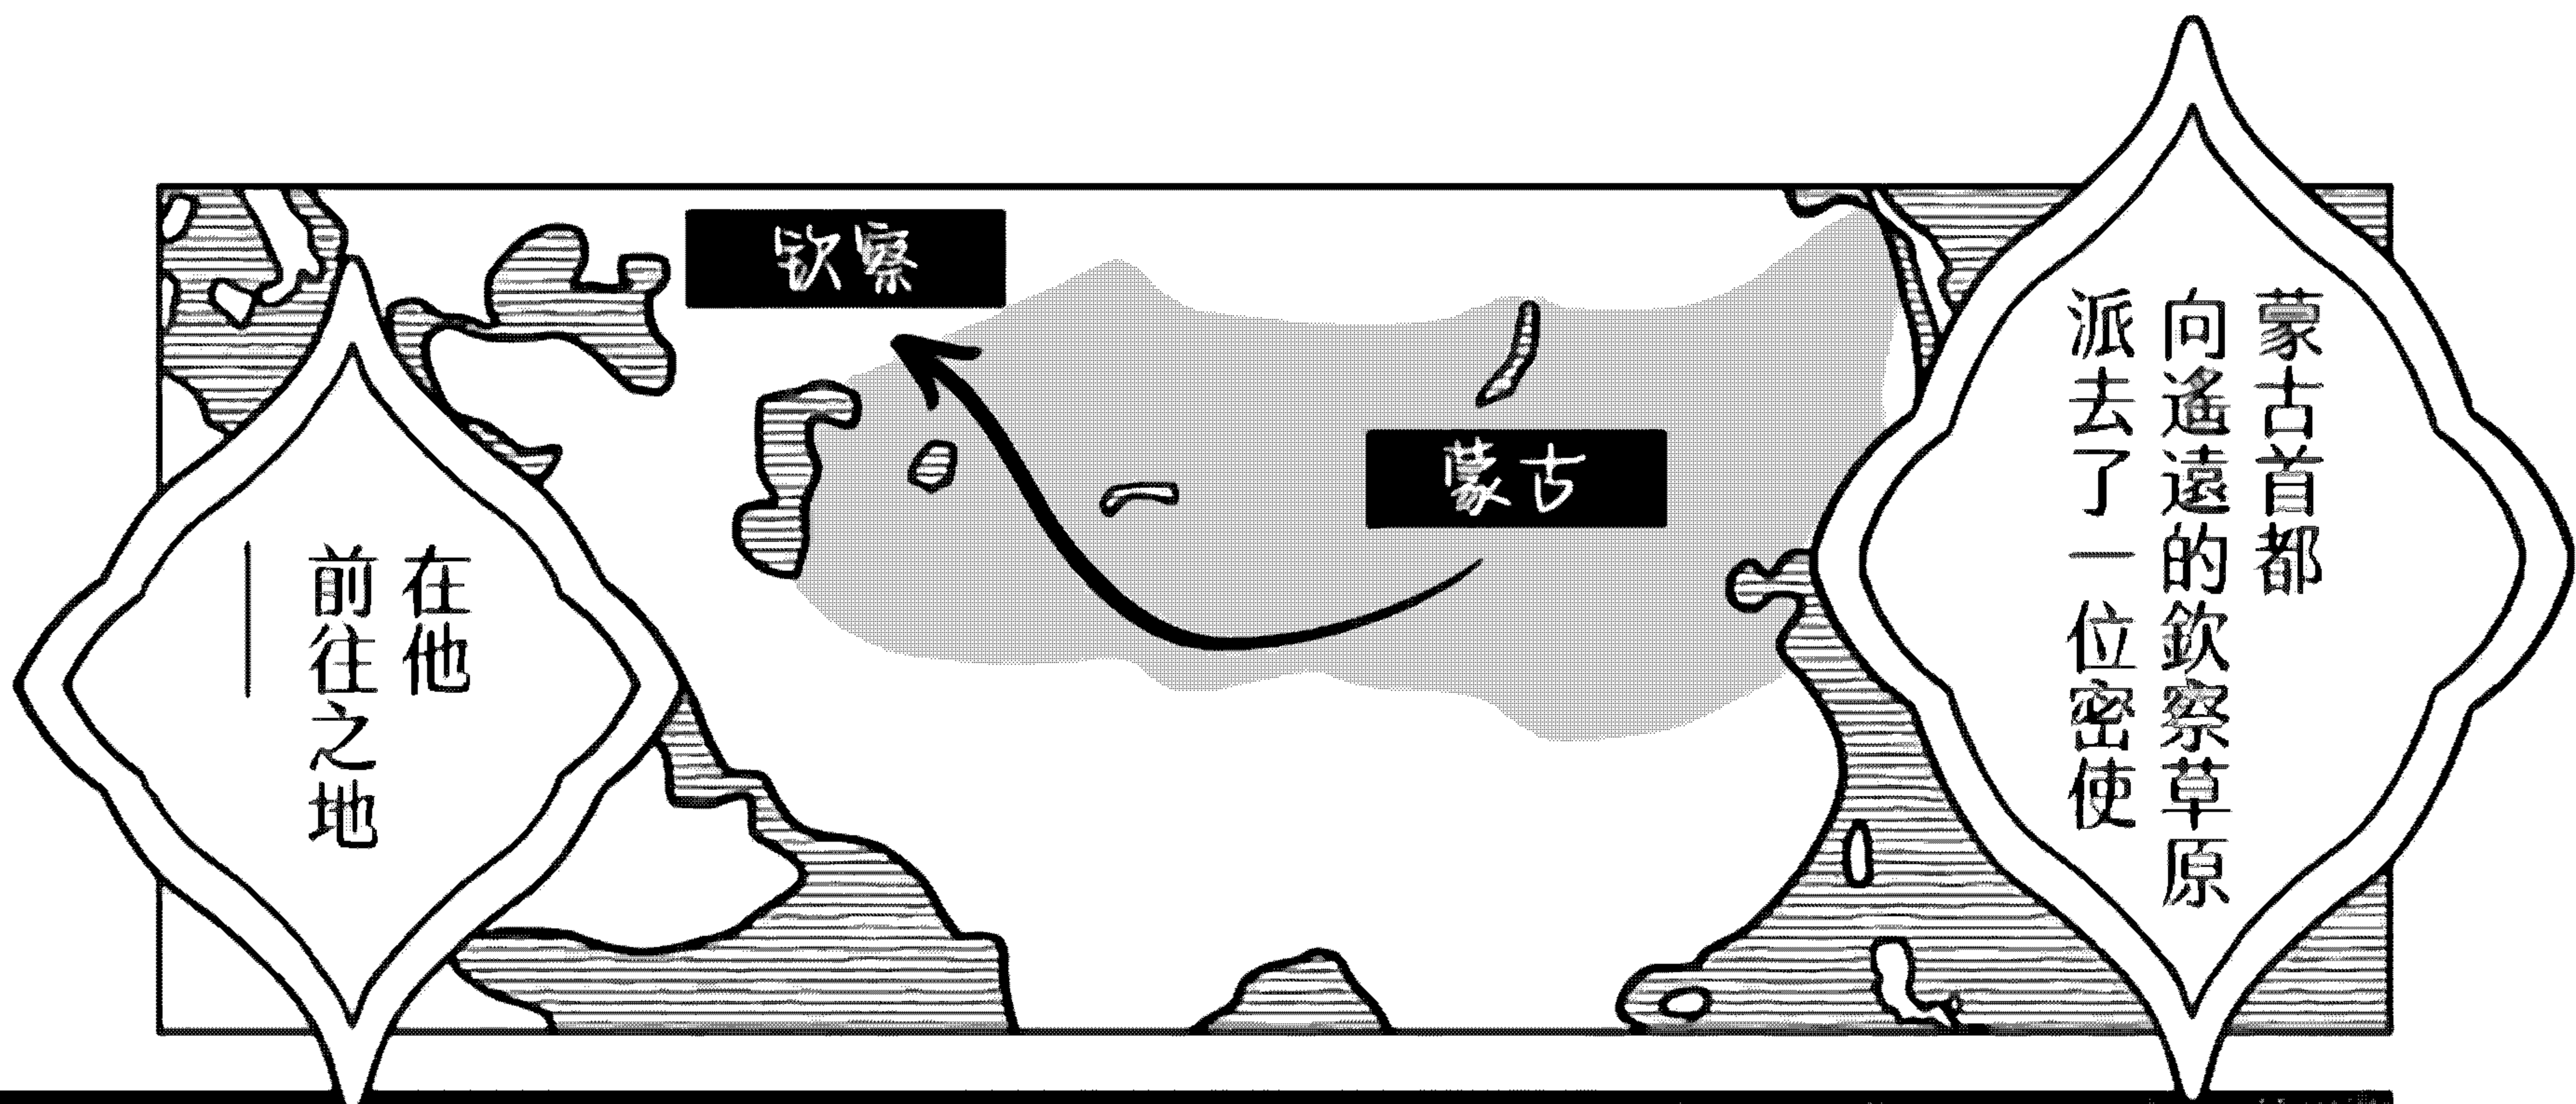 蒙古首都
向遙遠的欽察草原
派去了一位密使
蒙古
欽察
在他
前往之地
——